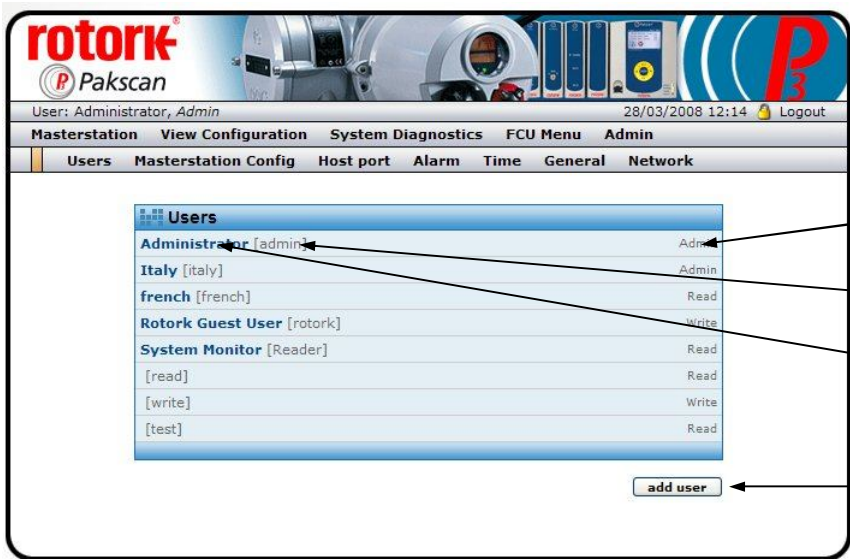 rotork®
P Pakscan
P3
User: Administrator, Admin 28/03/2008 12:14 Logout
Masterstation View Configuration System Diagnostics FCU Menu Admin
Users Masterstation Config Host port Alarm Time General Network
Users
Administrator [admin] Admin
Italy [italy] Admin
french [french] Read
Rotork Guest User [rotork] Write
System Monitor [Reader] Read
[read] Read
[write] Write
[test] Read
add user